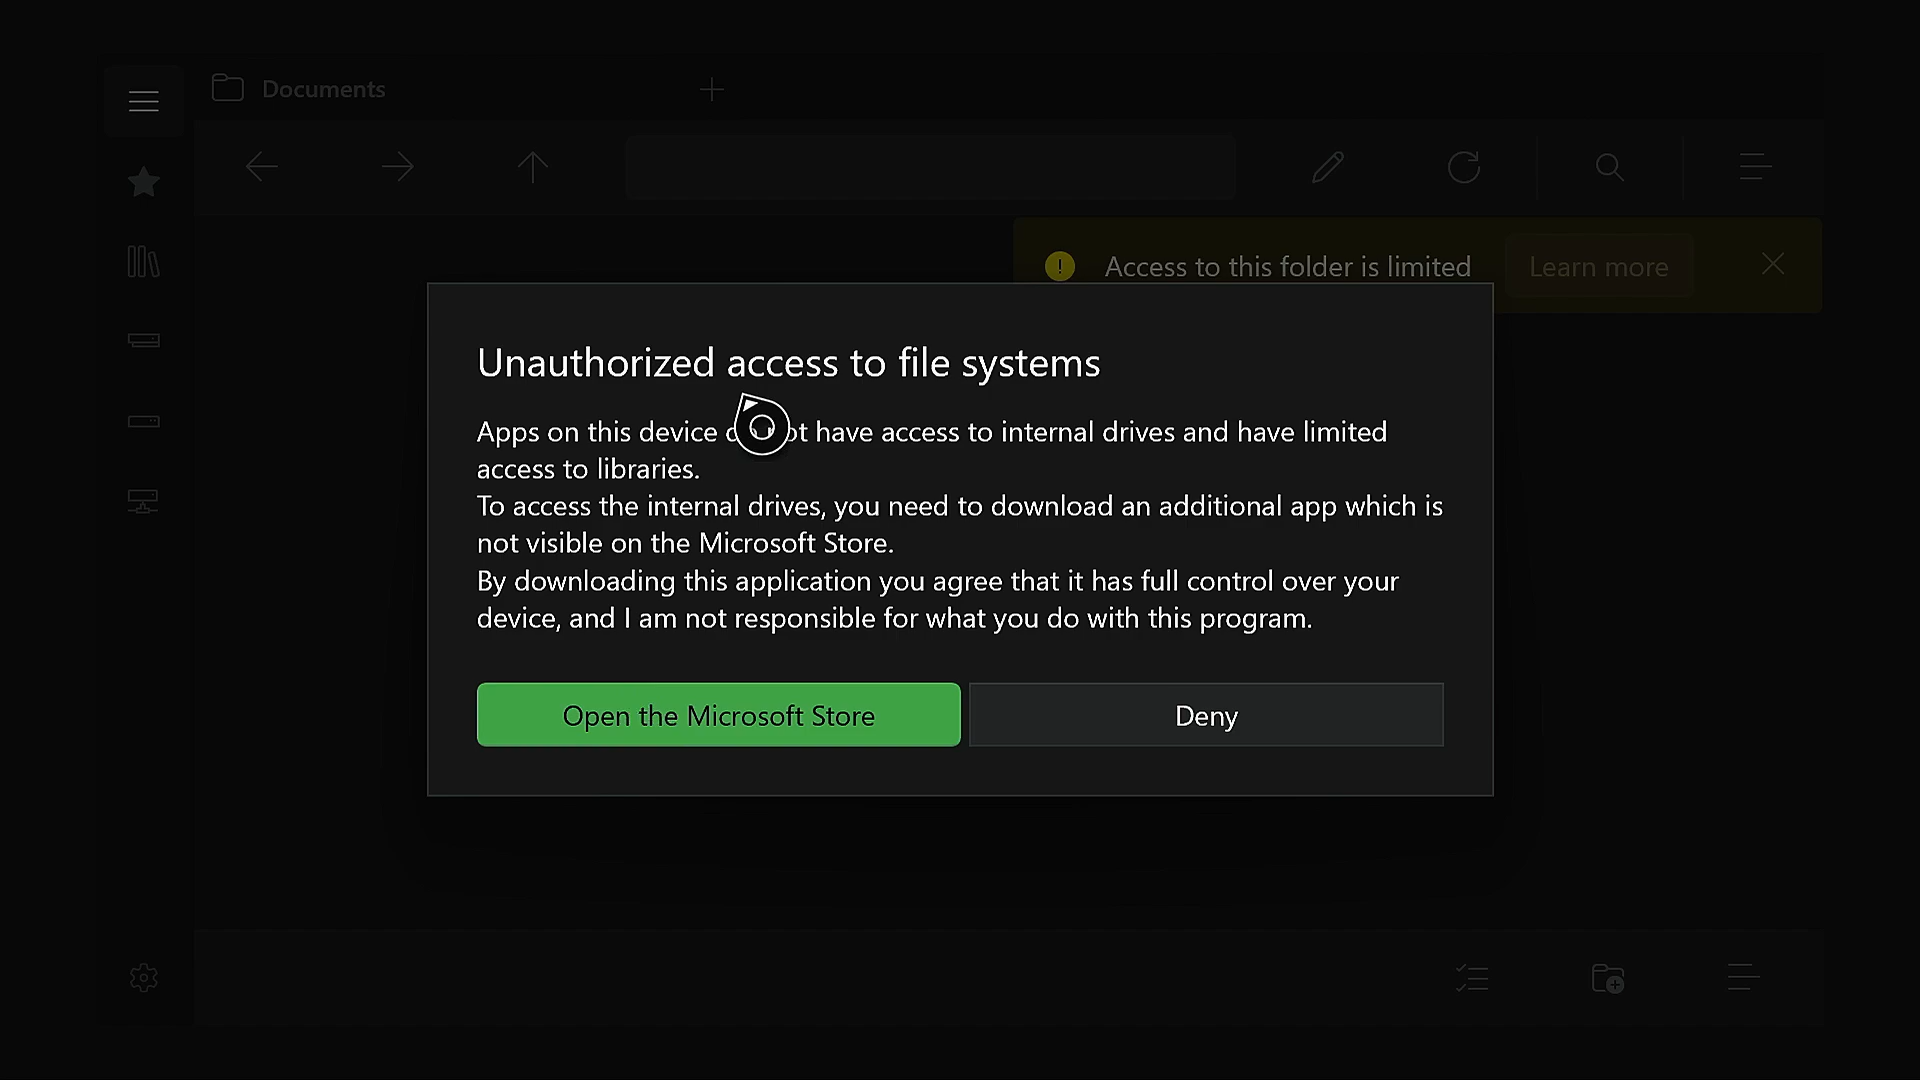 Documents
Access to this folder is limited
Learn more
Unauthorized access to file systems
Apps on this device have access to internal drives and have limited
access to libraries.
To access the internal drives, you need to download an additional app which is
not visible on the Microsoft Store.
By downloading this application you agree that it has full control over your
device, and I am not responsible for what you do with this program.
Open the Microsoft Store
Deny